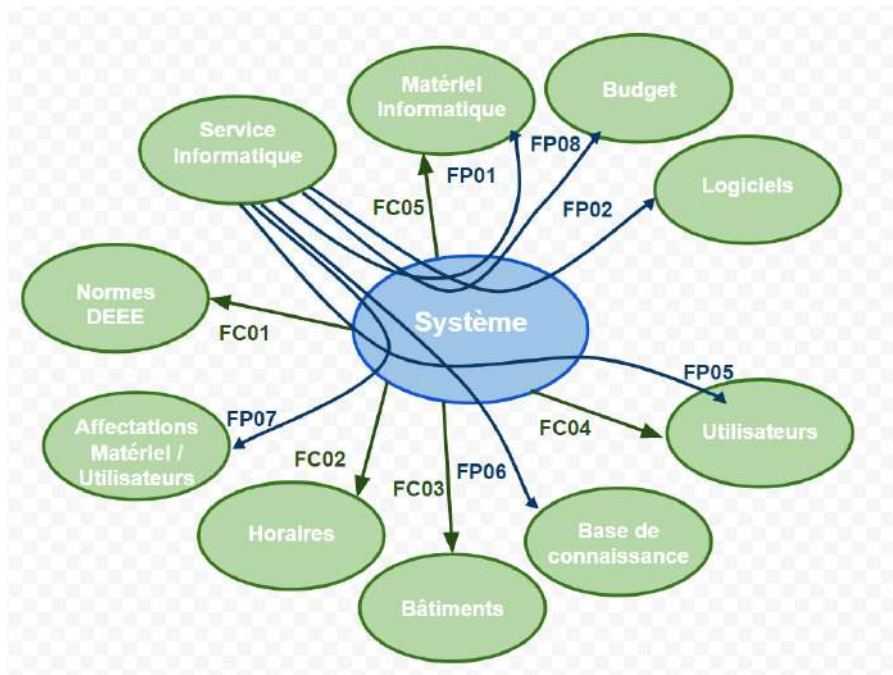 Matériel
Informatique
Budget
Service
Informatique
FP08
FP01
Logiciels
FC05
FP02
Normes
DEEE
Système
FC01
FP05
Affectations
Matériel /
Utilisateurs
FP07
FC04
Utilisateurs
FC02
FC03
FP06
Horaires
Base de
connaissance
Bâtiments